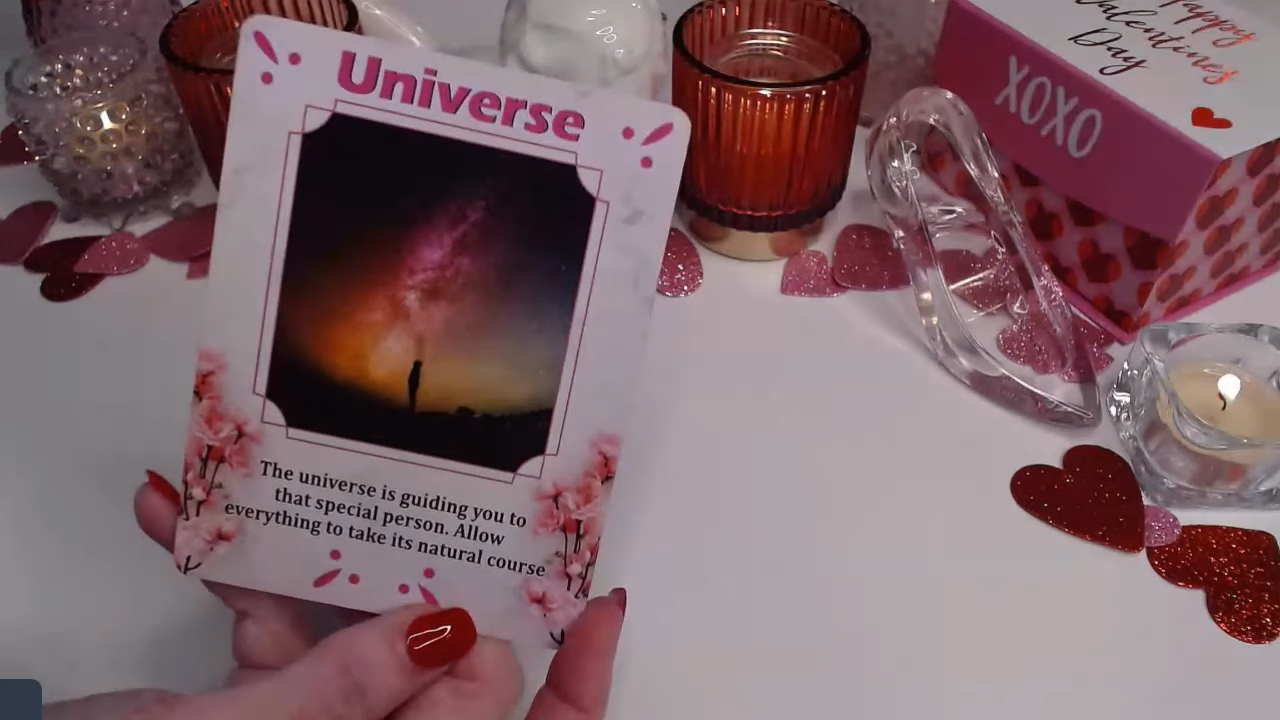 Universe
The universe is guiding you to
that special person. Allow
everything to take its natural course
XOXO
Happy
Valentines
Day